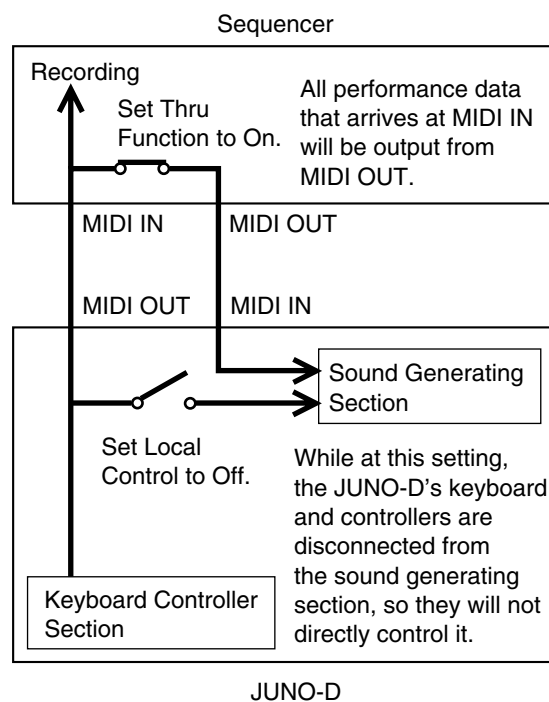 Sequencer
Recording
Set Thru
Function to On.
All performance data
that arrives at MIDI IN
will be output from
MIDI OUT.
MIDI IN
MIDI OUT
MIDI OUT
MIDI IN
Sound Generating
Section
Set Local
Control to Off.
While at this setting,
the JUNO-D’s keyboard
and controllers are
disconnected from
the sound generating
section, so they will not
directly control it.
Keyboard Controller
Section
JUNO-D